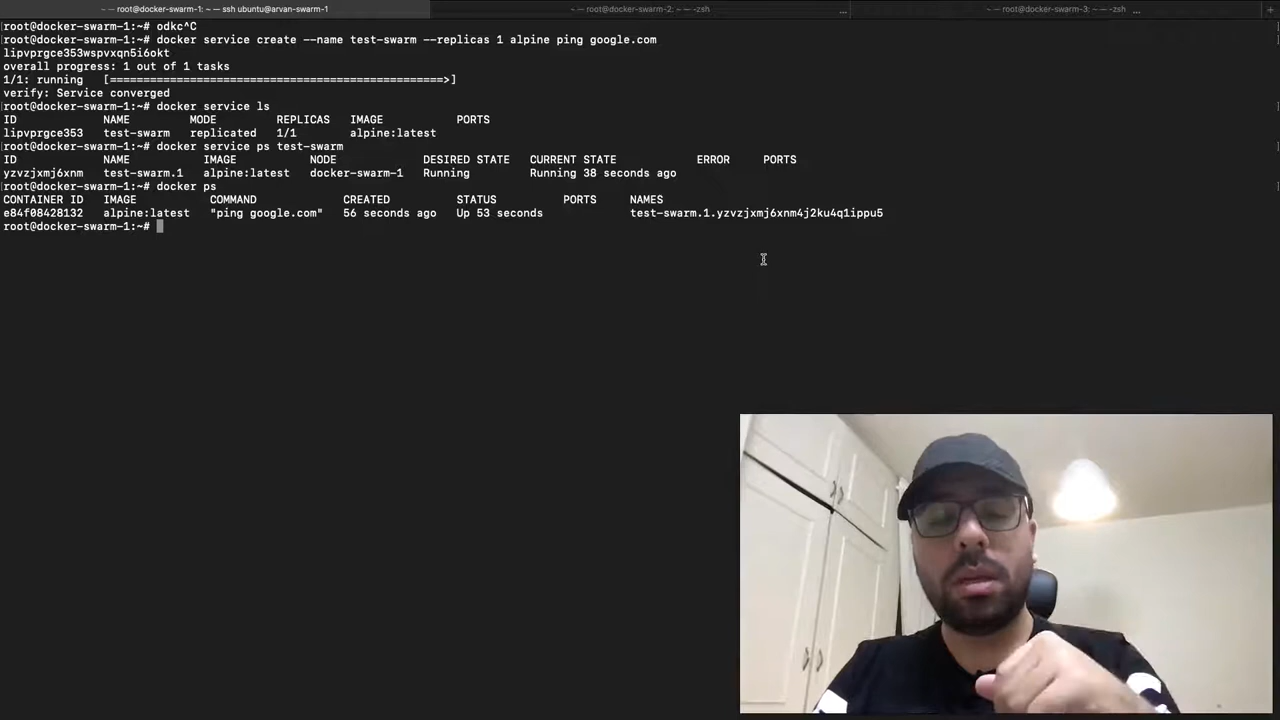 ~ — root@docker-swarm-1: ~ — ssh ubuntu@arvan-swarm-1
~ — root@docker-swarm-2: ~ — -zsh ...
~ — root@docker-swarm-3: ~ — -zsh ... +
root@docker-swarm-1:~# odkc^C
root@docker-swarm-1:~# docker service create --name test-swarm --replicas 1 alpine ping google.com
lipvprgce353wspvxqn5i6okt
overall progress: 1 out of 1 tasks
1/1: running [==================================================>]
verify: Service converged
root@docker-swarm-1:~# docker service ls
ID NAME MODE REPLICAS IMAGE PORTS
lipvprgce353 test-swarm replicated 1/1 alpine:latest
root@docker-swarm-1:~# docker service ps test-swarm
ID NAME IMAGE NODE DESIRED STATE CURRENT STATE ERROR PORTS
yzvzjxmj6xnm test-swarm.1 alpine:latest docker-swarm-1 Running Running 38 seconds ago
root@docker-swarm-1:~# docker ps
CONTAINER ID IMAGE COMMAND CREATED STATUS PORTS NAMES
e84f08428132 alpine:latest "ping google.com" 56 seconds ago Up 53 seconds test-swarm.1.yzvzjxmj6xnm4j2ku4q1ippu5
root@docker-swarm-1:~#